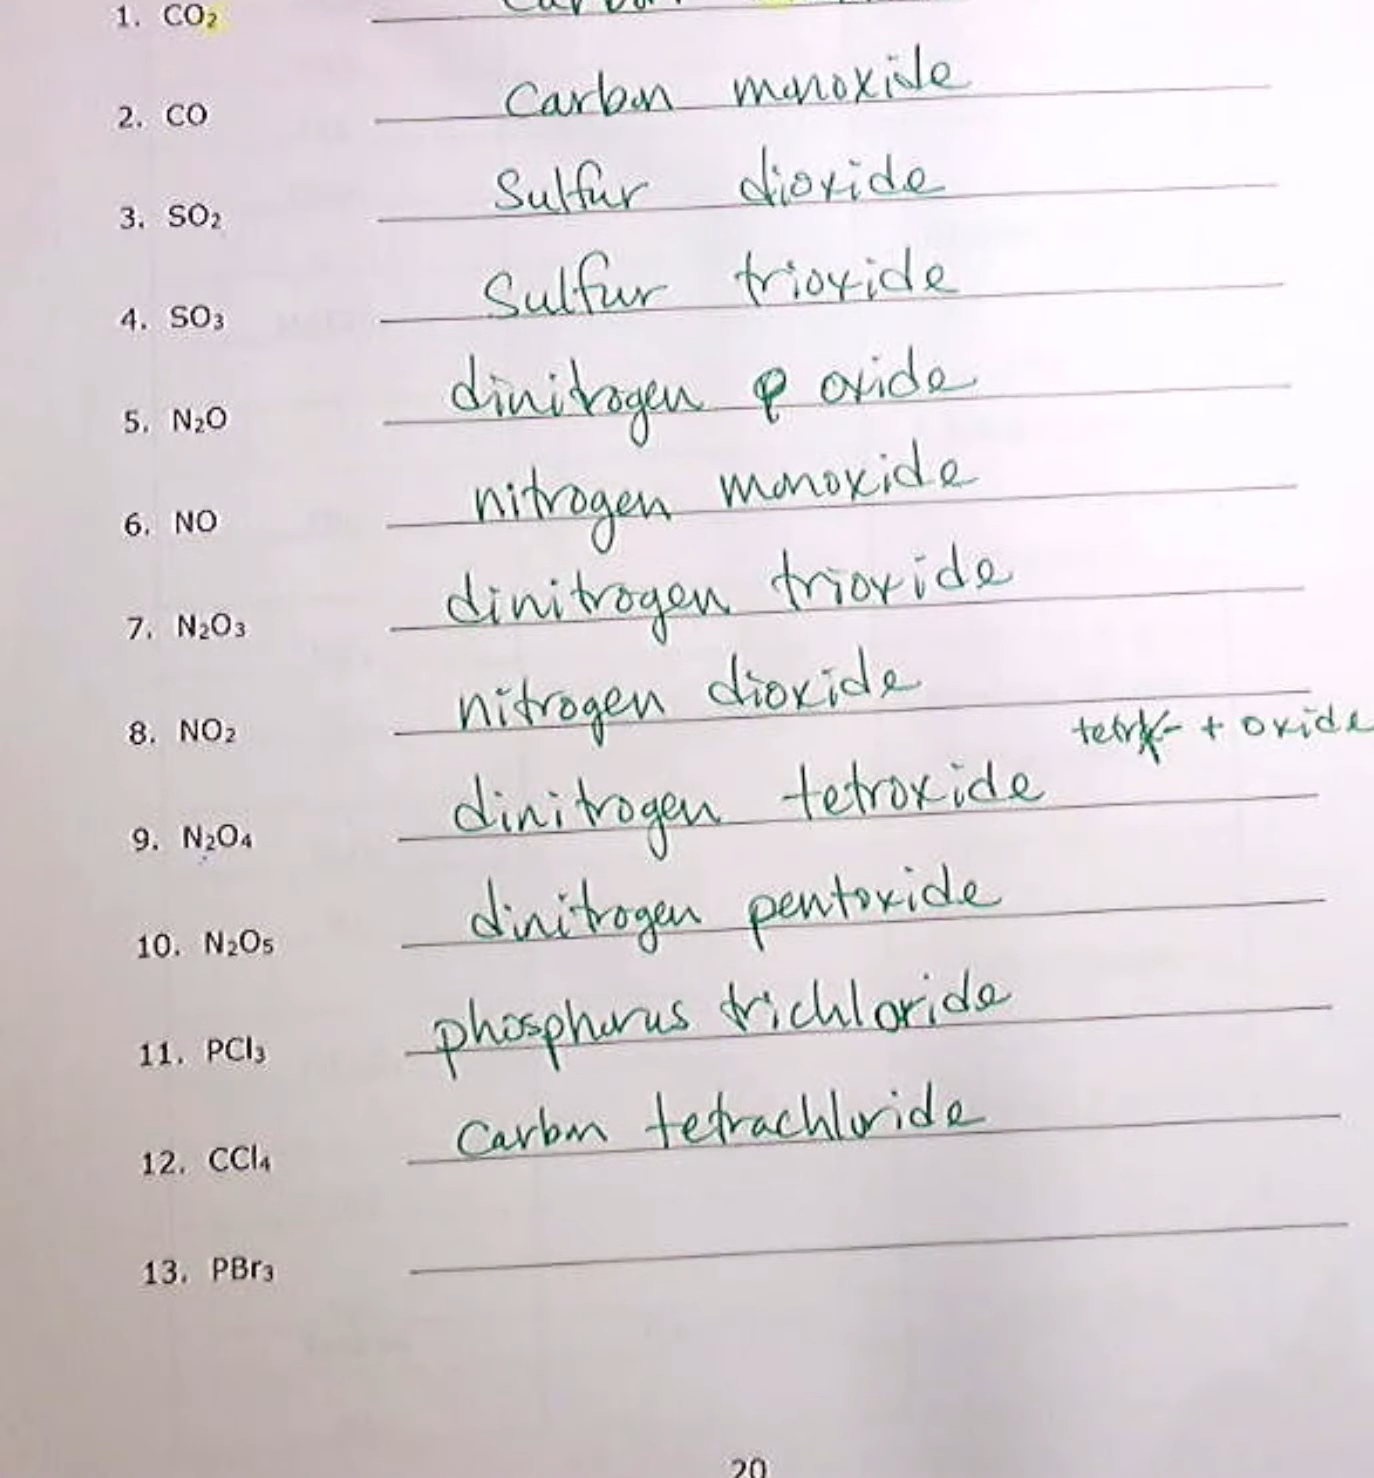 1. CO₂ Carbon
2. CO Carbon monoxide
3. SO₂ Sulfur dioxide
4. SO₃ Sulfur trioxide
5. N₂O dinitrogen oxide
6. NO nitrogen monoxide
7. N₂O₃ dinitrogen trioxide
8. NO₂ nitrogen dioxide
tetra- + oxide
9. N₂O₄ dinitrogen tetroxide
10. N₂O₅ dinitrogen pentoxide
11. PCl₃ phosphorus trichloride
12. CCl₄ Carbon tetrachloride
13. PBr₃
20